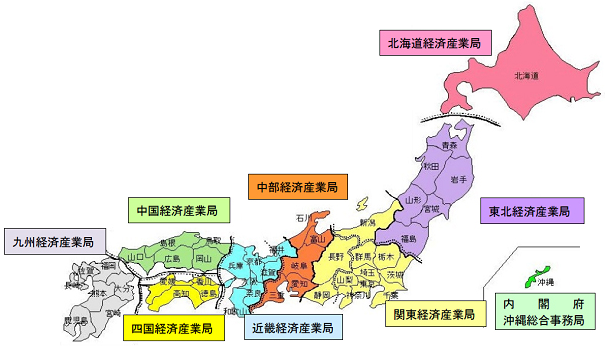 北海道経済産業局
北海道
青森
秋田
岩手
山形
宮城
福島
東北経済産業局
中部経済産業局
石川
富山
岐阜
愛知
三重
新潟
長野
群馬
栃木
埼玉
茨城
山梨
東京
千葉
神奈川
静岡
関東経済産業局
中国経済産業局
鳥取
島根
岡山
広島
山口
福井
京都
兵庫
滋賀
大阪
奈良
和歌山
近畿経済産業局
愛媛
香川
高知
徳島
四国経済産業局
九州経済産業局
福岡
佐賀
長崎
大分
熊本
宮崎
鹿児島
沖縄
内閣府
沖縄総合事務局